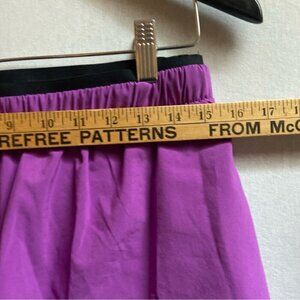 9 10 11 12 13 14 15 16 17
REFREE PATTERNS FROM McC